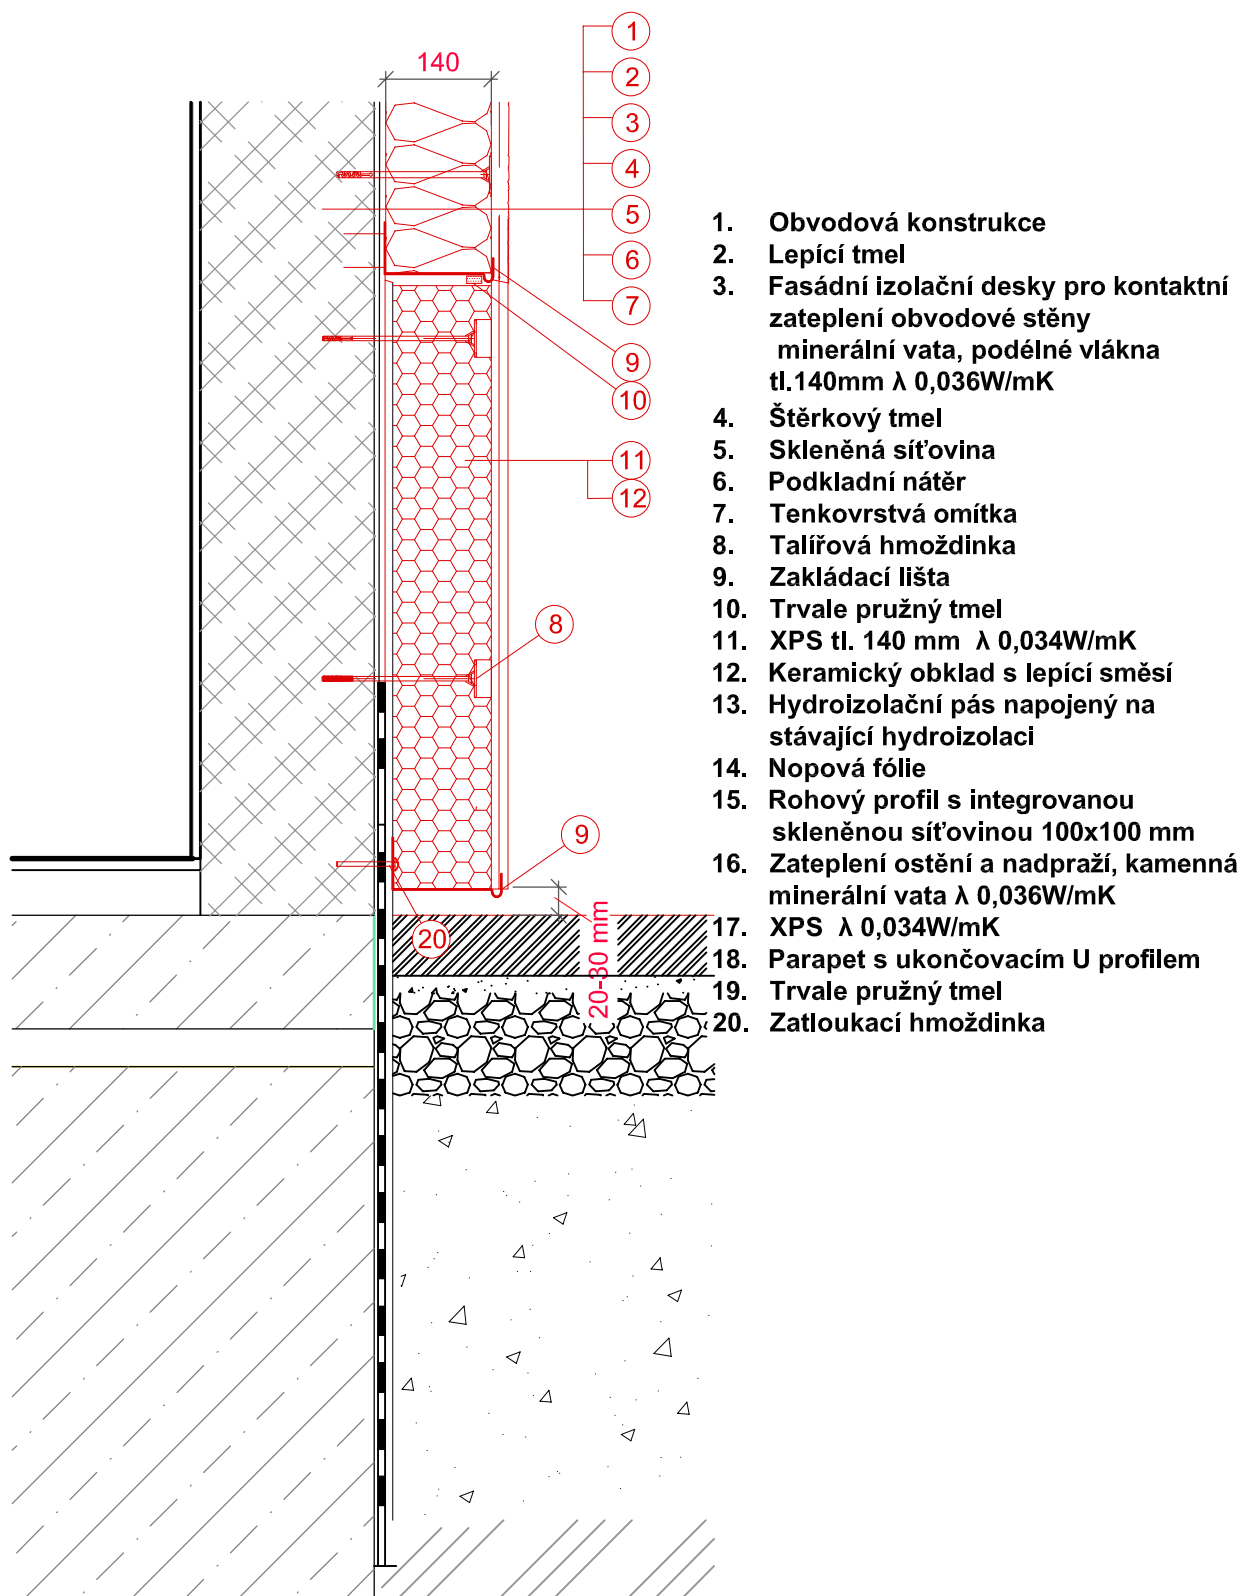 140
1
2
3
4
5
6
7
9
10
11
12
8
9
20
20-30 mm
1. Obvodová konstrukce
2. Lepící tmel
3. Fasádní izolační desky pro kontaktní
zateplení obvodové stěny
minerální vata, podélné vlákna
tl.140mm λ 0,036W/mK
4. Štěrkový tmel
5. Skleněná síťovina
6. Podkladní nátěr
7. Tenkovrstvá omítka
8. Talířová hmoždinka
9. Zakládací lišta
10. Trvale pružný tmel
11. XPS tl. 140 mm λ 0,034W/mK
12. Keramický obklad s lepící směsí
13. Hydroizolační pás napojený na
stávající hydroizolaci
14. Nopová fólie
15. Rohový profil s integrovanou
skleněnou síťovinou 100x100 mm
16. Zateplení ostění a nadpraží, kamenná
minerální vata λ 0,036W/mK
17. XPS λ 0,034W/mK
18. Parapet s ukončovacím U profilem
19. Trvale pružný tmel
20. Zatloukací hmoždinka